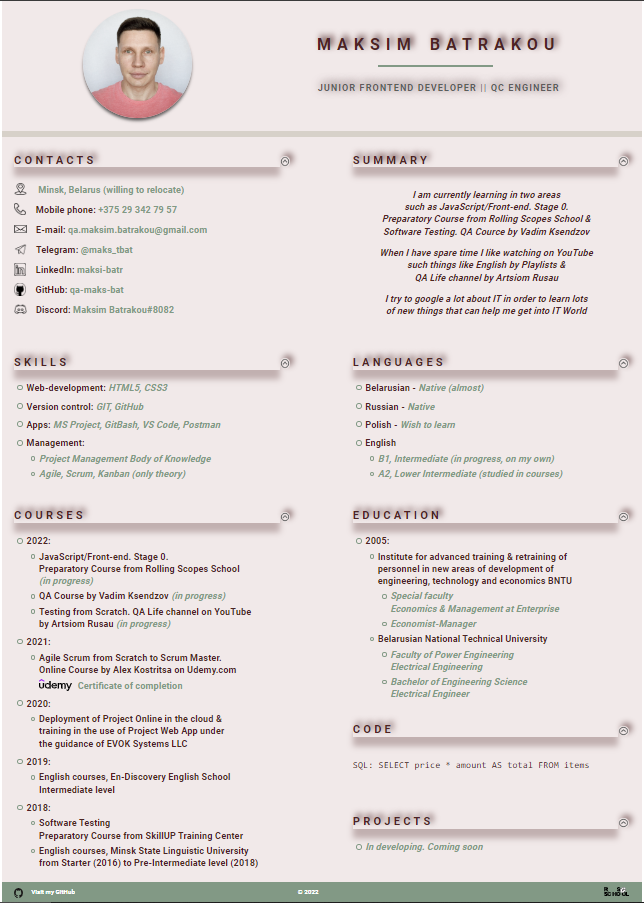 MAKSIM BATRAKOU
JUNIOR FRONTEND DEVELOPER || QC ENGINEER
CONTACTS
Minsk, Belarus (willing to relocate)
Mobile phone: +375 29 342 79 57
E-mail: qa.maksim.batrakou@gmail.com
Telegram: @maks_tbat
LinkedIn: maksi-batr
GitHub: qa-maks-bat
Discord: Maksim Batrakou#8082
SUMMARY
I am currently learning in two areas
such as JavaScript/Front-end. Stage 0.
Preparatory Course from Rolling Scopes School &
Software Testing. QA Cource by Vadim Ksendzov
When I have spare time I like watching on YouTube
such things like English by Playlists &
QA Life channel by Artsiom Rusau
I try to google a lot about IT in order to learn lots
of new things that can help me get into IT World
SKILLS
Web-development: HTML5, CSS3
Version control: GIT, GitHub
Apps: MS Project, GitBash, VS Code, Postman
Management:
Project Management Body of Knowledge
Agile, Scrum, Kanban (only theory)
LANGUAGES
Belarusian - Native (almost)
Russian - Native
Polish - Wish to learn
English
B1, Intermediate (in progress, on my own)
A2, Lower Intermediate (studied in courses)
COURSES
2022:
JavaScript/Front-end. Stage 0.
Preparatory Course from Rolling Scopes School
(in progress)
QA Course by Vadim Ksendzov (in progress)
Testing from Scratch. QA Life channel on YouTube
by Artsiom Rusau (in progress)
2021:
Agile Scrum from Scratch to Scrum Master.
Online Course by Alex Kostritsa on Udemy.com
udemy Certificate of completion
2020:
Deployment of Project Online in the cloud &
training in the use of Project Web App under
the guidance of EVOK Systems LLC
2019:
English courses, En-Discovery English School
Intermediate level
2018:
Software Testing
Preparatory Course from SkillUP Training Center
English courses, Minsk State Linguistic University
from Starter (2016) to Pre-Intermediate level (2018)
EDUCATION
2005:
Institute for advanced training & retraining of
personnel in new areas of development of
engineering, technology and economics BNTU
Special faculty
Economics & Management at Enterprise
Economist-Manager
Belarusian National Technical University
Faculty of Power Engineering
Electrical Engineering
Bachelor of Engineering Science
Electrical Engineer
CODE
SQL: SELECT price * amount AS total FROM items
PROJECTS
In developing. Coming soon
Visit my GitHub
© 2022